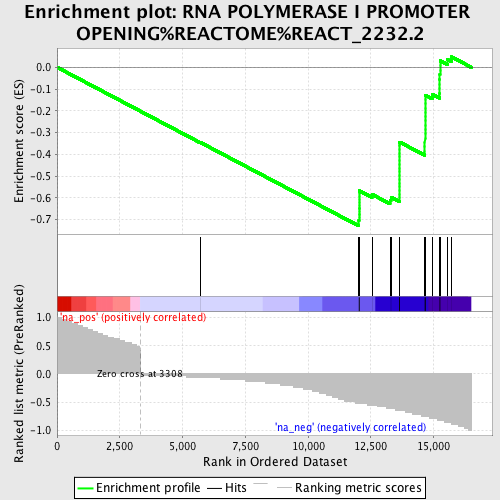 Enrichment plot: RNA POLYMERASE I PROMOTER
OPENING%REACTOME%REACT_2232.2
Enrichment score (ES)
0.0
-0.1
-0.2
-0.3
-0.4
-0.5
-0.6
-0.7
Ranked list metric (PreRanked)
1.0
0.5
0.0
-0.5
-1.0
'na_pos' (positively correlated)
Zero cross at 3308
'na_neg' (negatively correlated)
0 2,500 5,000 7,500 10,000 12,500 15,000
Rank in Ordered Dataset
Enrichment profile Hits Ranking metric scores